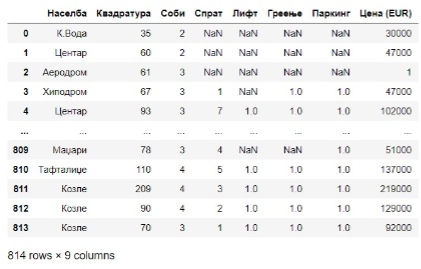 Населба Квадратура Соби Спрат Лифт Греење Паркинг Цена (EUR)
0 К.Вода 35 2 NaN NaN NaN NaN 30000
1 Центар 60 2 NaN NaN NaN NaN 47000
2 Аеродром 61 3 NaN NaN NaN NaN 1
3 Хиподром 67 3 1 NaN 1.0 1.0 47000
4 Центар 93 3 7 1.0 1.0 1.0 102000
... ... ... ... ... ... ... ... ...
809 Маџари 78 3 4 NaN NaN 1.0 51000
810 Тафталиџе 110 4 5 1.0 1.0 1.0 137000
811 Козле 209 4 3 1.0 1.0 1.0 219000
812 Козле 90 4 2 1.0 1.0 1.0 129000
813 Козле 70 3 1 1.0 1.0 1.0 92000
814 rows × 9 columns